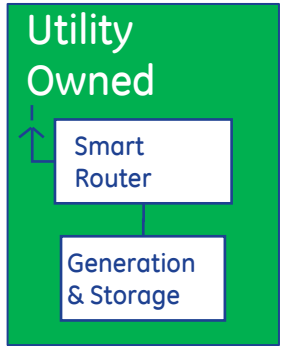 Utility
Owned
Smart
Router
Generation
& Storage